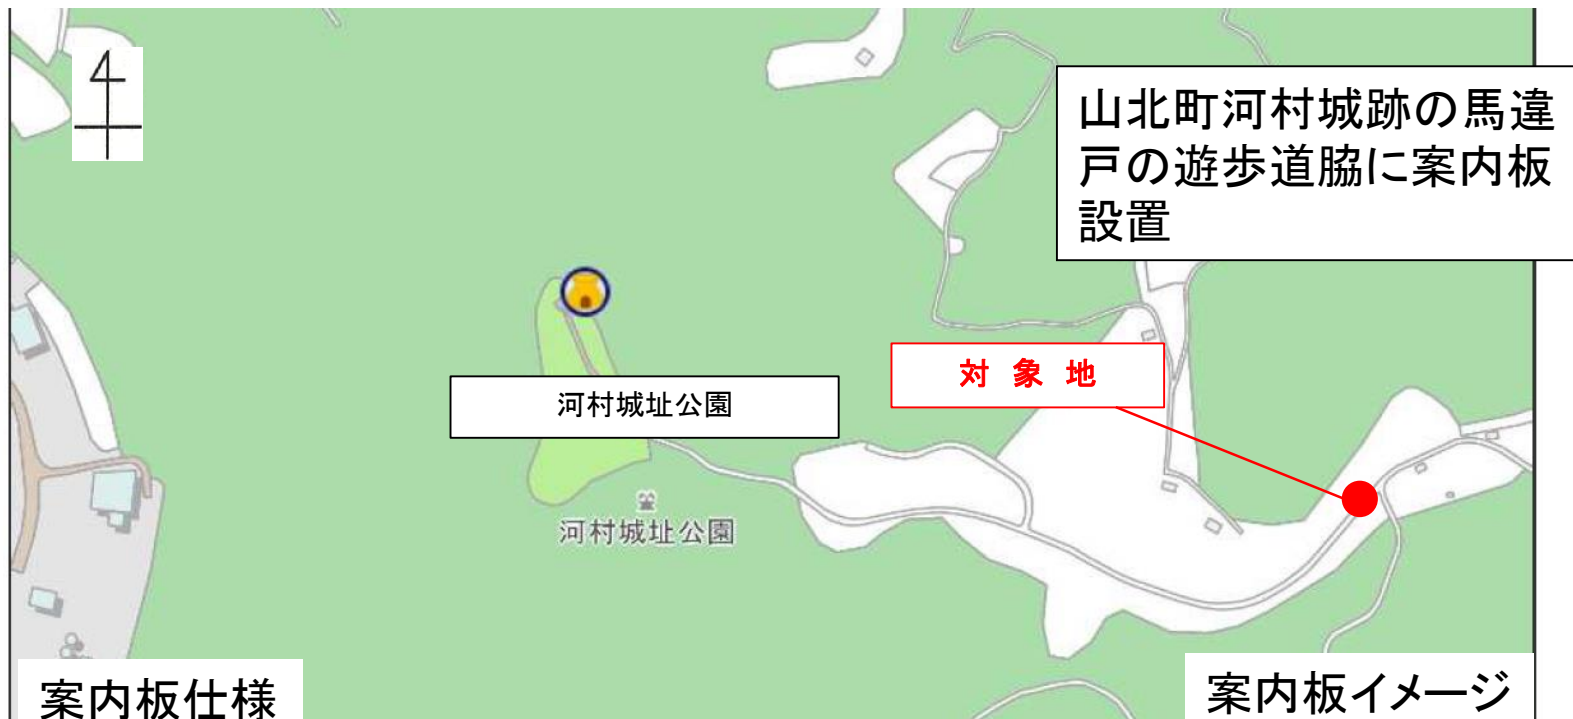 山北町河村城跡の馬違
戸の遊歩道脇に案内板
設置
対 象 地
河村城址公園
河村城址公園
案内板仕様
案内板イメージ